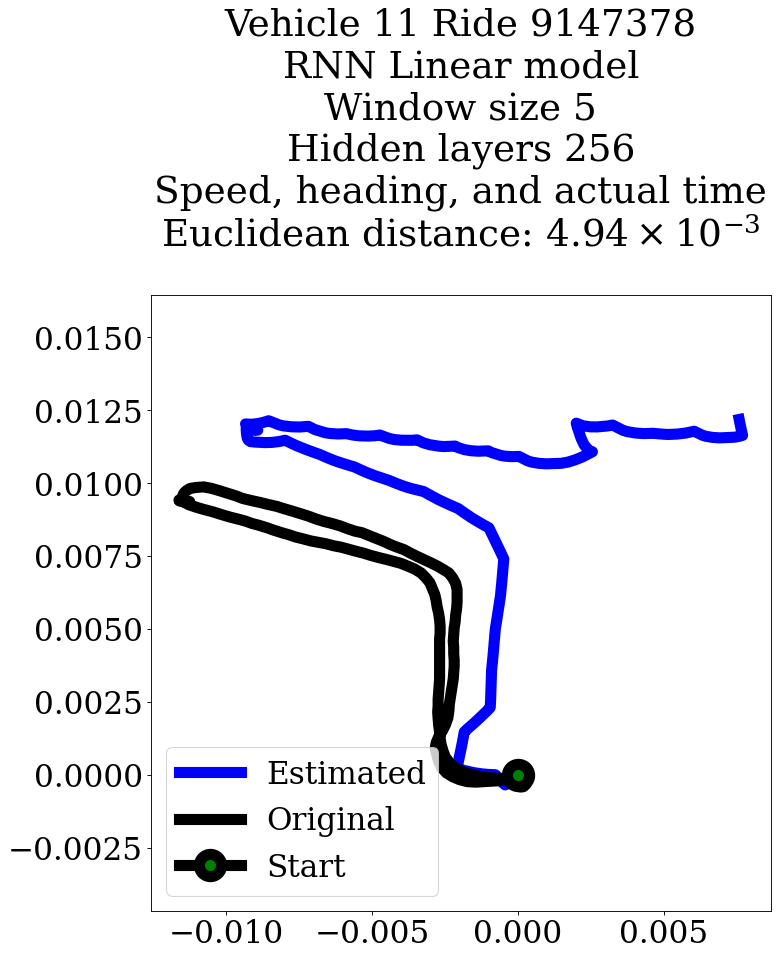 Vehicle 11 Ride 9147378
RNN Linear model
Window size 5
Hidden layers 256
Speed, heading, and actual time
Euclidean distance: 4.94 × 10⁻³
0.0150
0.0125
0.0100
0.0075
0.0050
0.0025
0.0000
−0.0025
Estimated
Original
Start
−0.010 −0.005 0.000 0.005